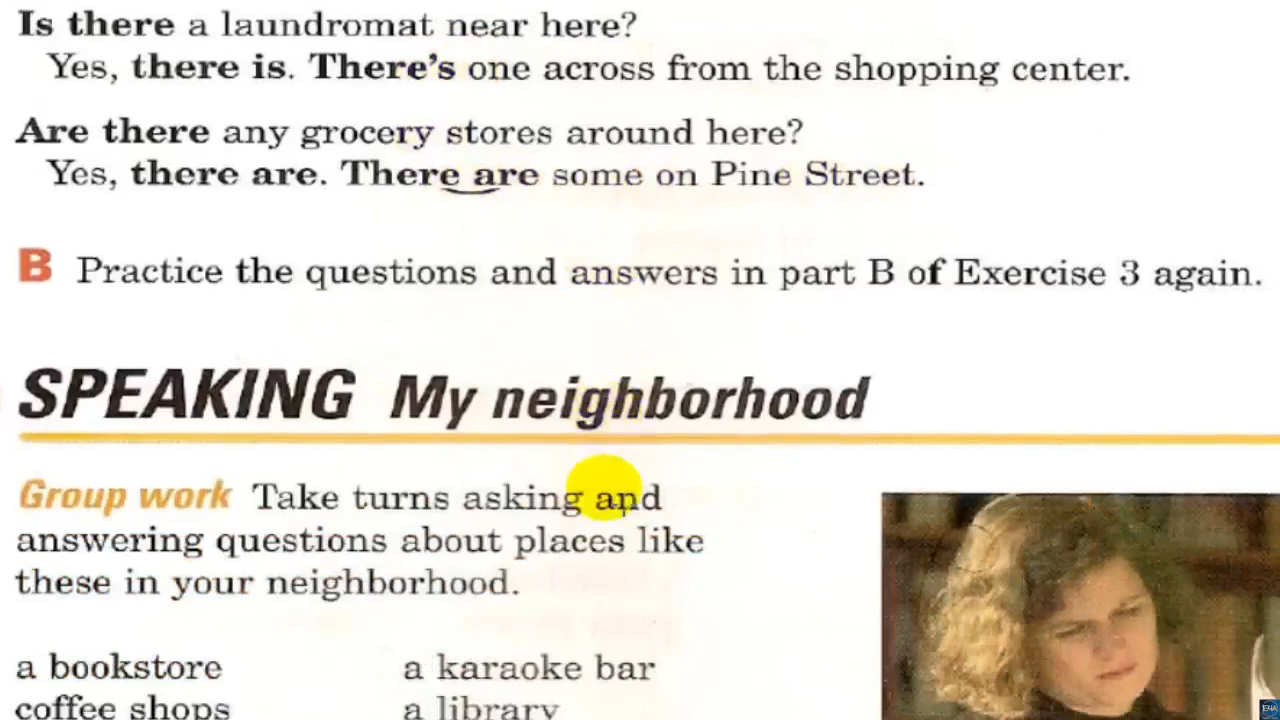 Is there a laundromat near here?
Yes, there is. There's one across from the shopping center.
Are there any grocery stores around here?
Yes, there are. There are some on Pine Street.
B Practice the questions and answers in part B of Exercise 3 again.
SPEAKING My neighborhood
Group work Take turns asking and
answering questions about places like
these in your neighborhood.
a bookstore a karaoke bar
coffee shops a library